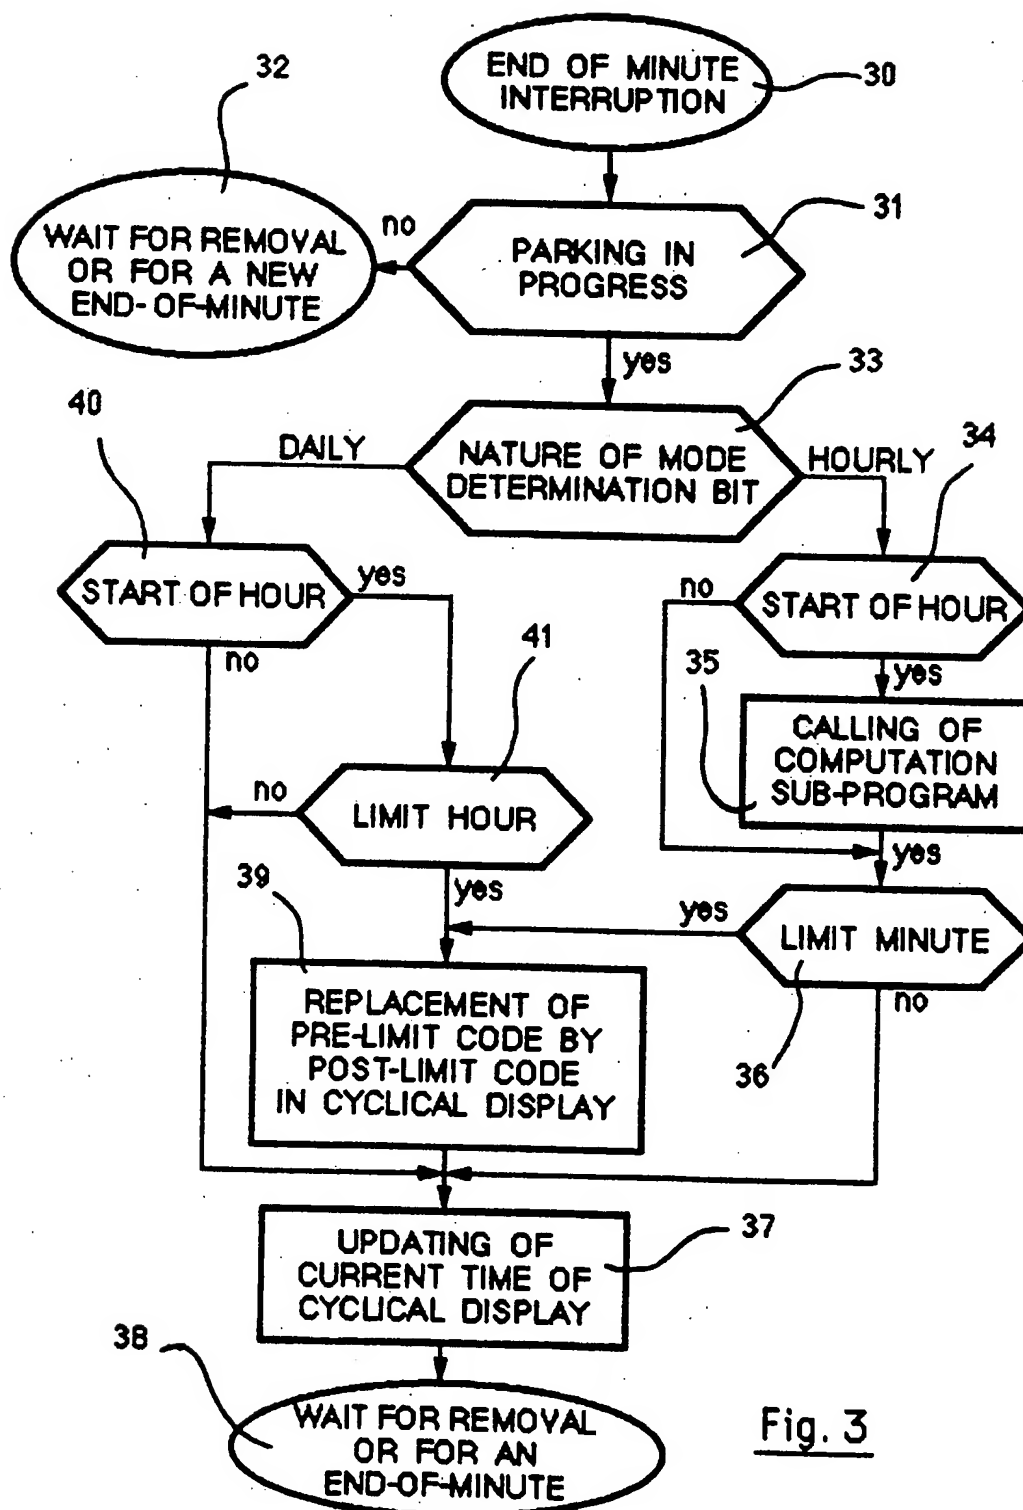 END OF MINUTE
INTERRUPTION
30
32
WAIT FOR REMOVAL
OR FOR A NEW
END-OF-MINUTE
no
31
PARKING IN
PROGRESS
yes
33
40
DAILY
NATURE OF MODE
DETERMINATION BIT
HOURLY
34
START OF HOUR
yes
no
no
START OF HOUR
yes
41
35
CALLING OF
COMPUTATION
SUB-PROGRAM
yes
no
LIMIT HOUR
yes
39
yes
LIMIT MINUTE
no
36
REPLACEMENT OF
PRE-LIMIT CODE BY
POST-LIMIT CODE
IN CYCLICAL DISPLAY
37
UPDATING OF
CURRENT TIME OF
CYCLICAL DISPLAY
38
WAIT FOR REMOVAL
OR FOR AN
END-OF-MINUTE
Fig. 3